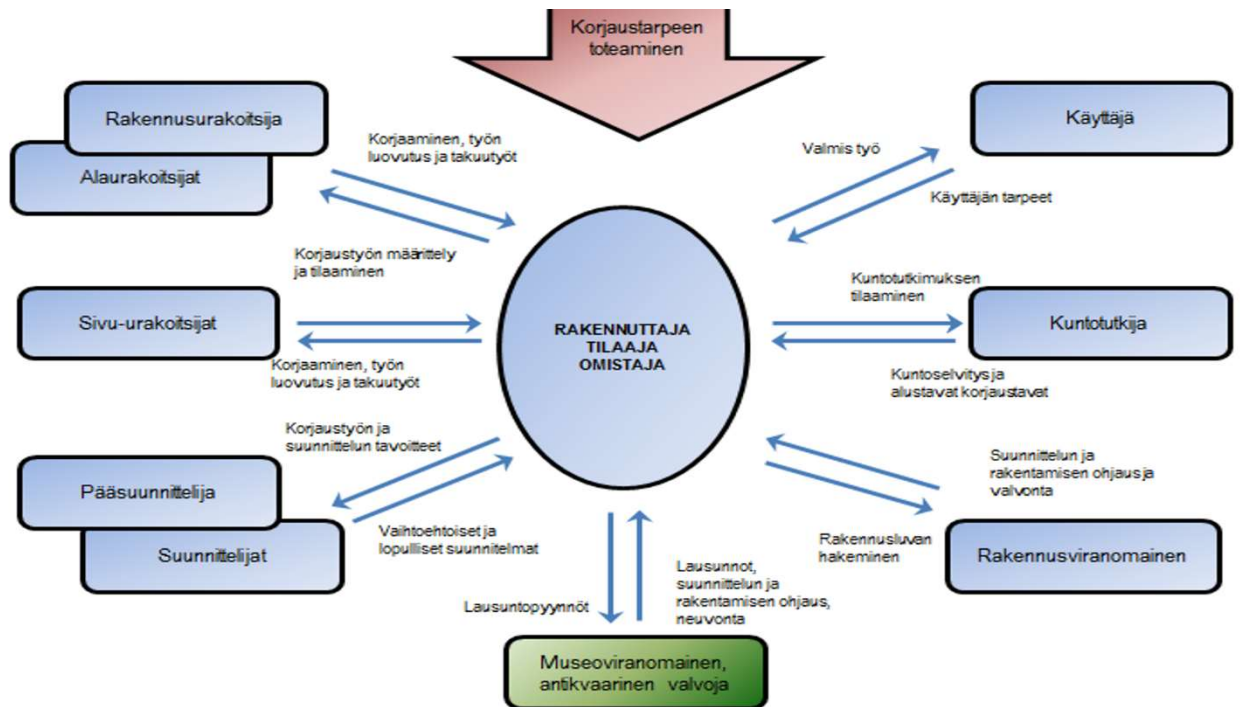 Korjaustarpeen
toteaminen
Rakennusurakoitsija
Alaurakoitsijat
Korjaaminen, työn
luovutus ja takuutyöt
Valmis työ
Käyttäjä
Käyttäjän tarpeet
Korjaustyön määrittely
ja tilaaminen
Kuntotutkimuksen
tilaaminen
Sivu-urakoitsijat
RAKENNUTTAJA
TILAAJA
OMISTAJA
Kuntotutkija
Korjaaminen, työn
luovutus ja takuutyöt
Kuntoselvitys ja
alustavat korjaustavat
Korjaustyön ja
suunnittelun tavoitteet
Suunnittelun ja
rakentamisen ohjaus ja
valvonta
Pääsuunnittelija
Suunnittelijat
Vaihtoehtoiset ja
lopulliset suunnitelmat
Rakennusluvan
hakeminen
Rakennusviranomainen
Lausuntopyynnöt
Lausunnot,
suunnittelun ja
rakentamisen ohjaus,
neuvonta
Museoviranomainen,
antikvaarinen valvoja